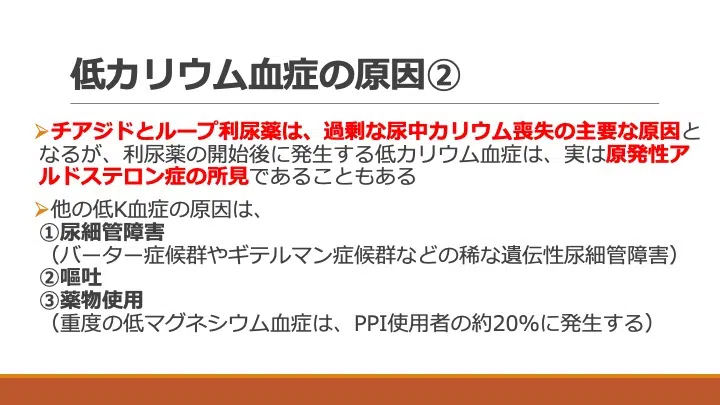 低カリウム血症の原因②
➢チアジドとループ利尿薬は、過剰な尿中カリウム喪失の主要な原因と
なるが、利尿薬の開始後に発生する低カリウム血症は、実は原発性ア
ルドステロン症の所見であることもある
➢他の低K血症の原因は、
①尿細管障害
（バーター症候群やギテルマン症候群などの稀な遺伝性尿細管障害）
②嘔吐
③薬物使用
（重度の低マグネシウム血症は、PPI使用者の約20%に発生する）